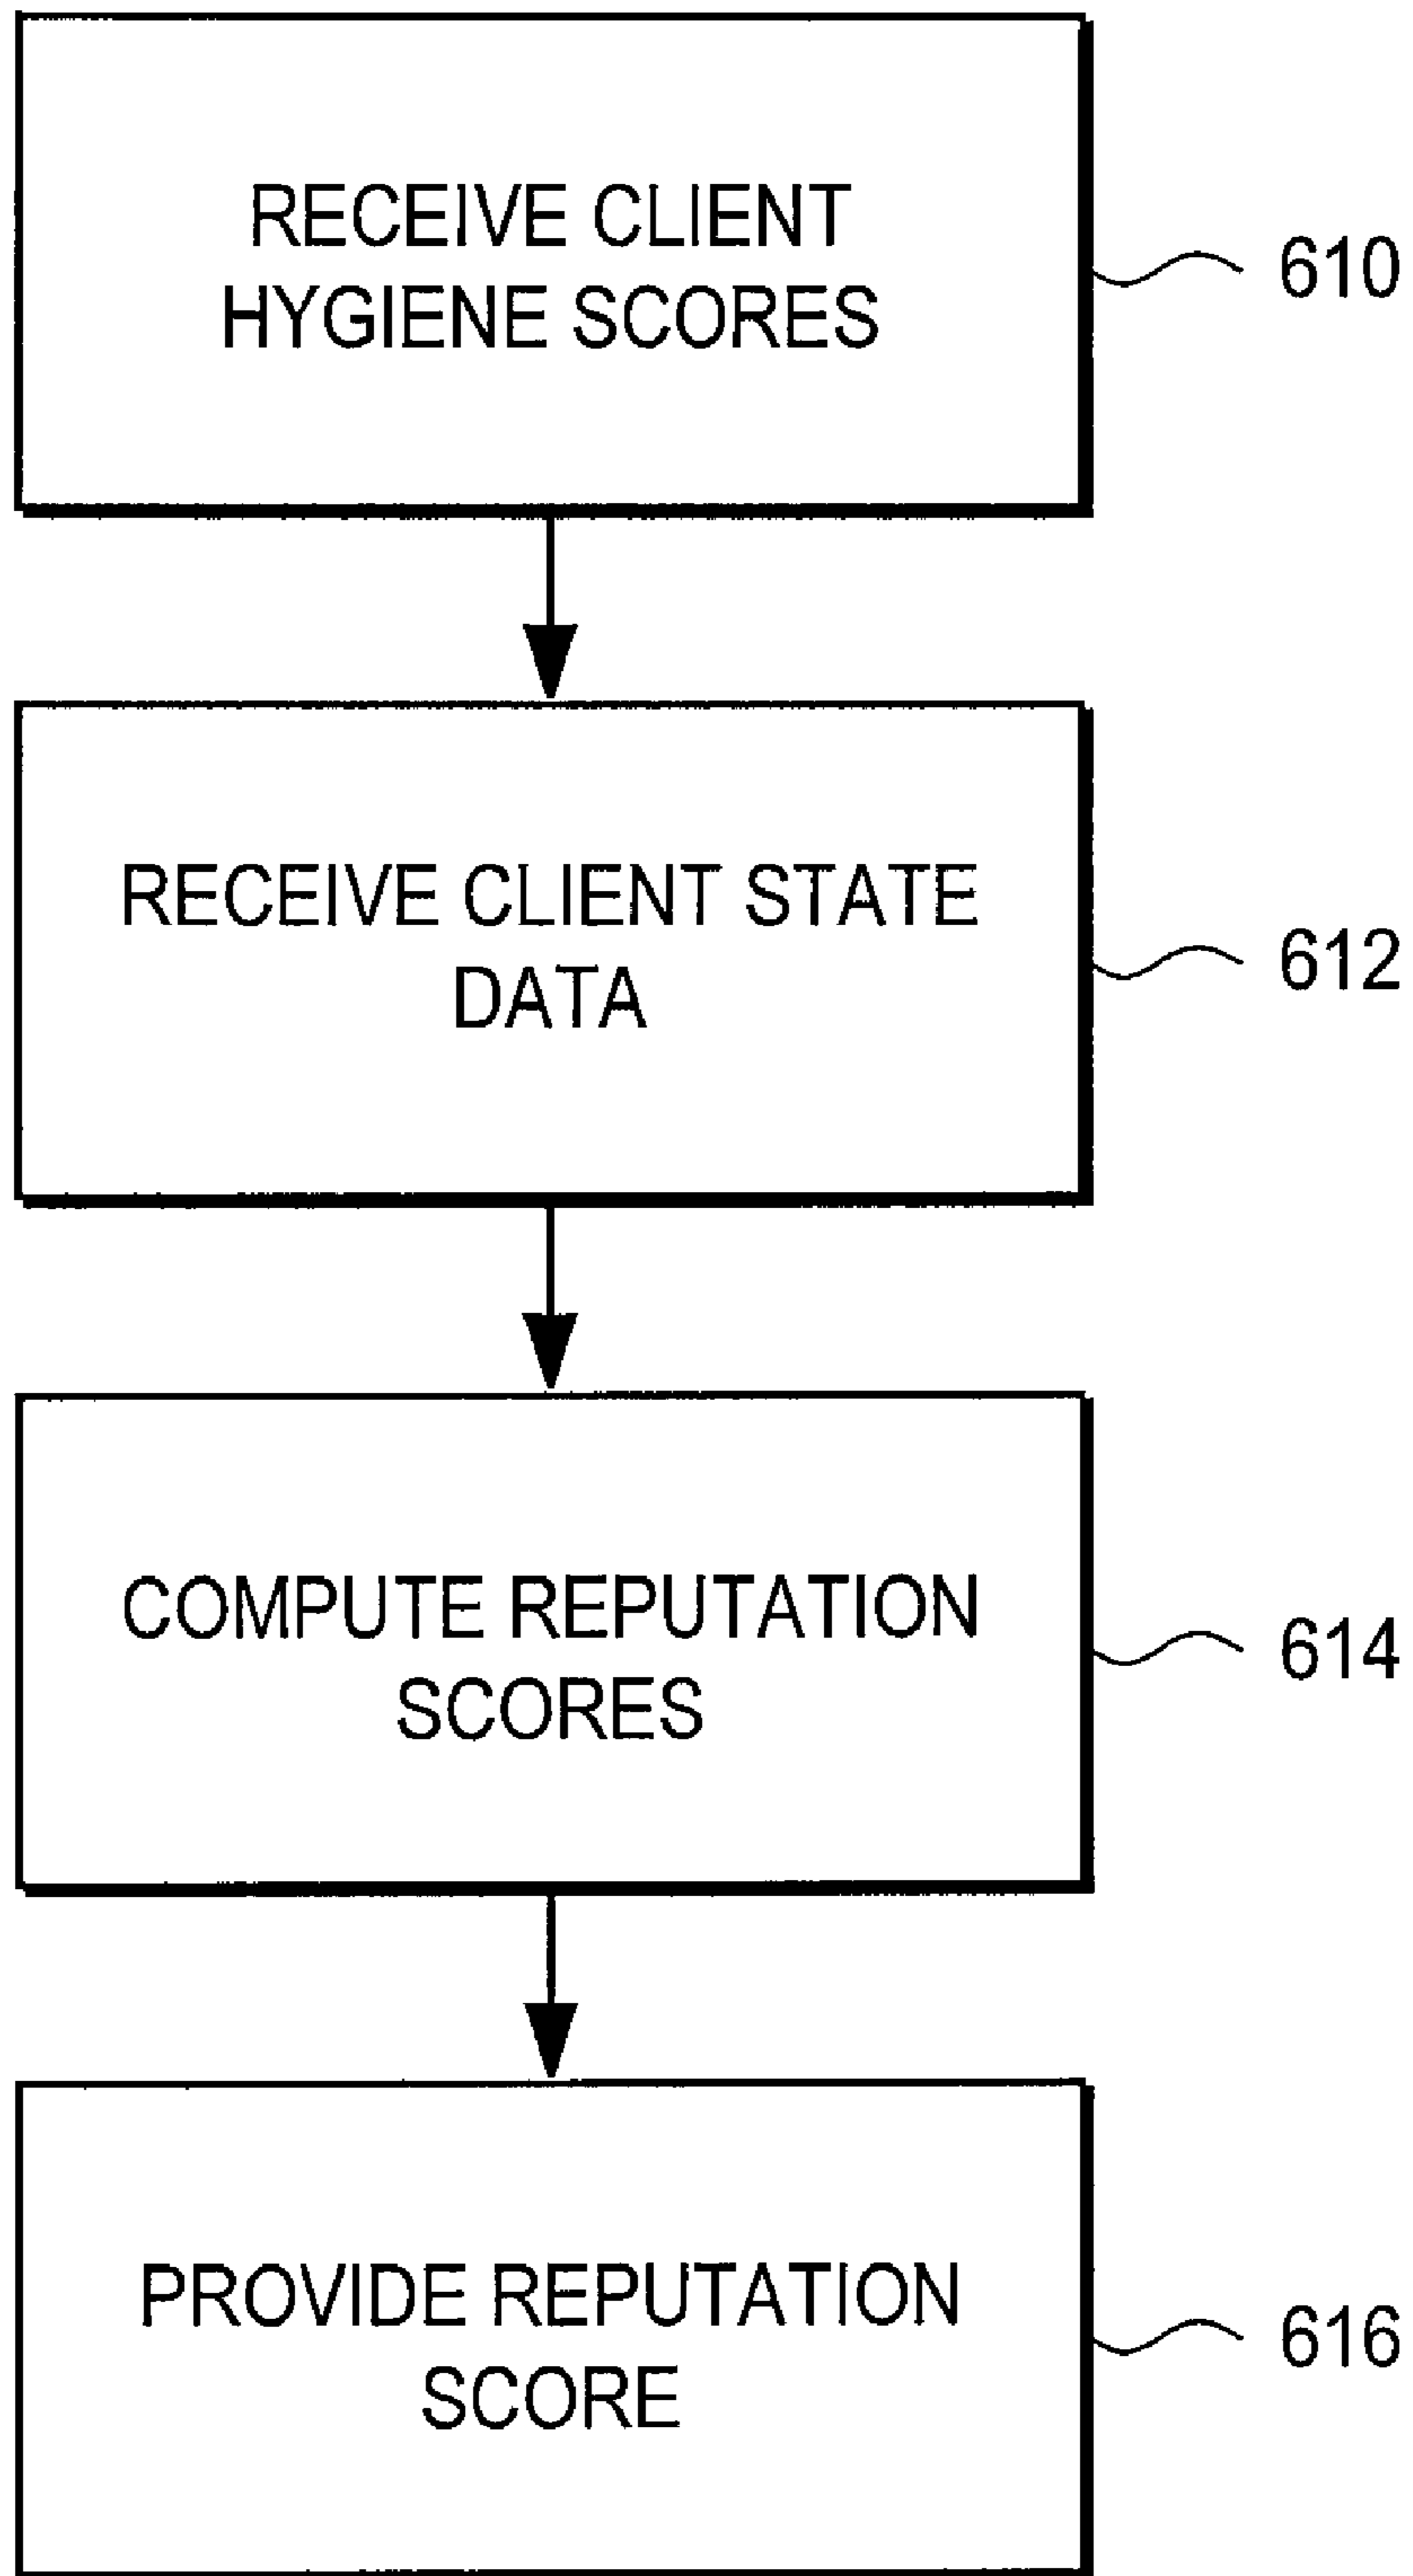 RECEIVE CLIENT
HYGIENE SCORES
610
RECEIVE CLIENT STATE
DATA
612
COMPUTE REPUTATION
SCORES
614
PROVIDE REPUTATION
SCORE
616